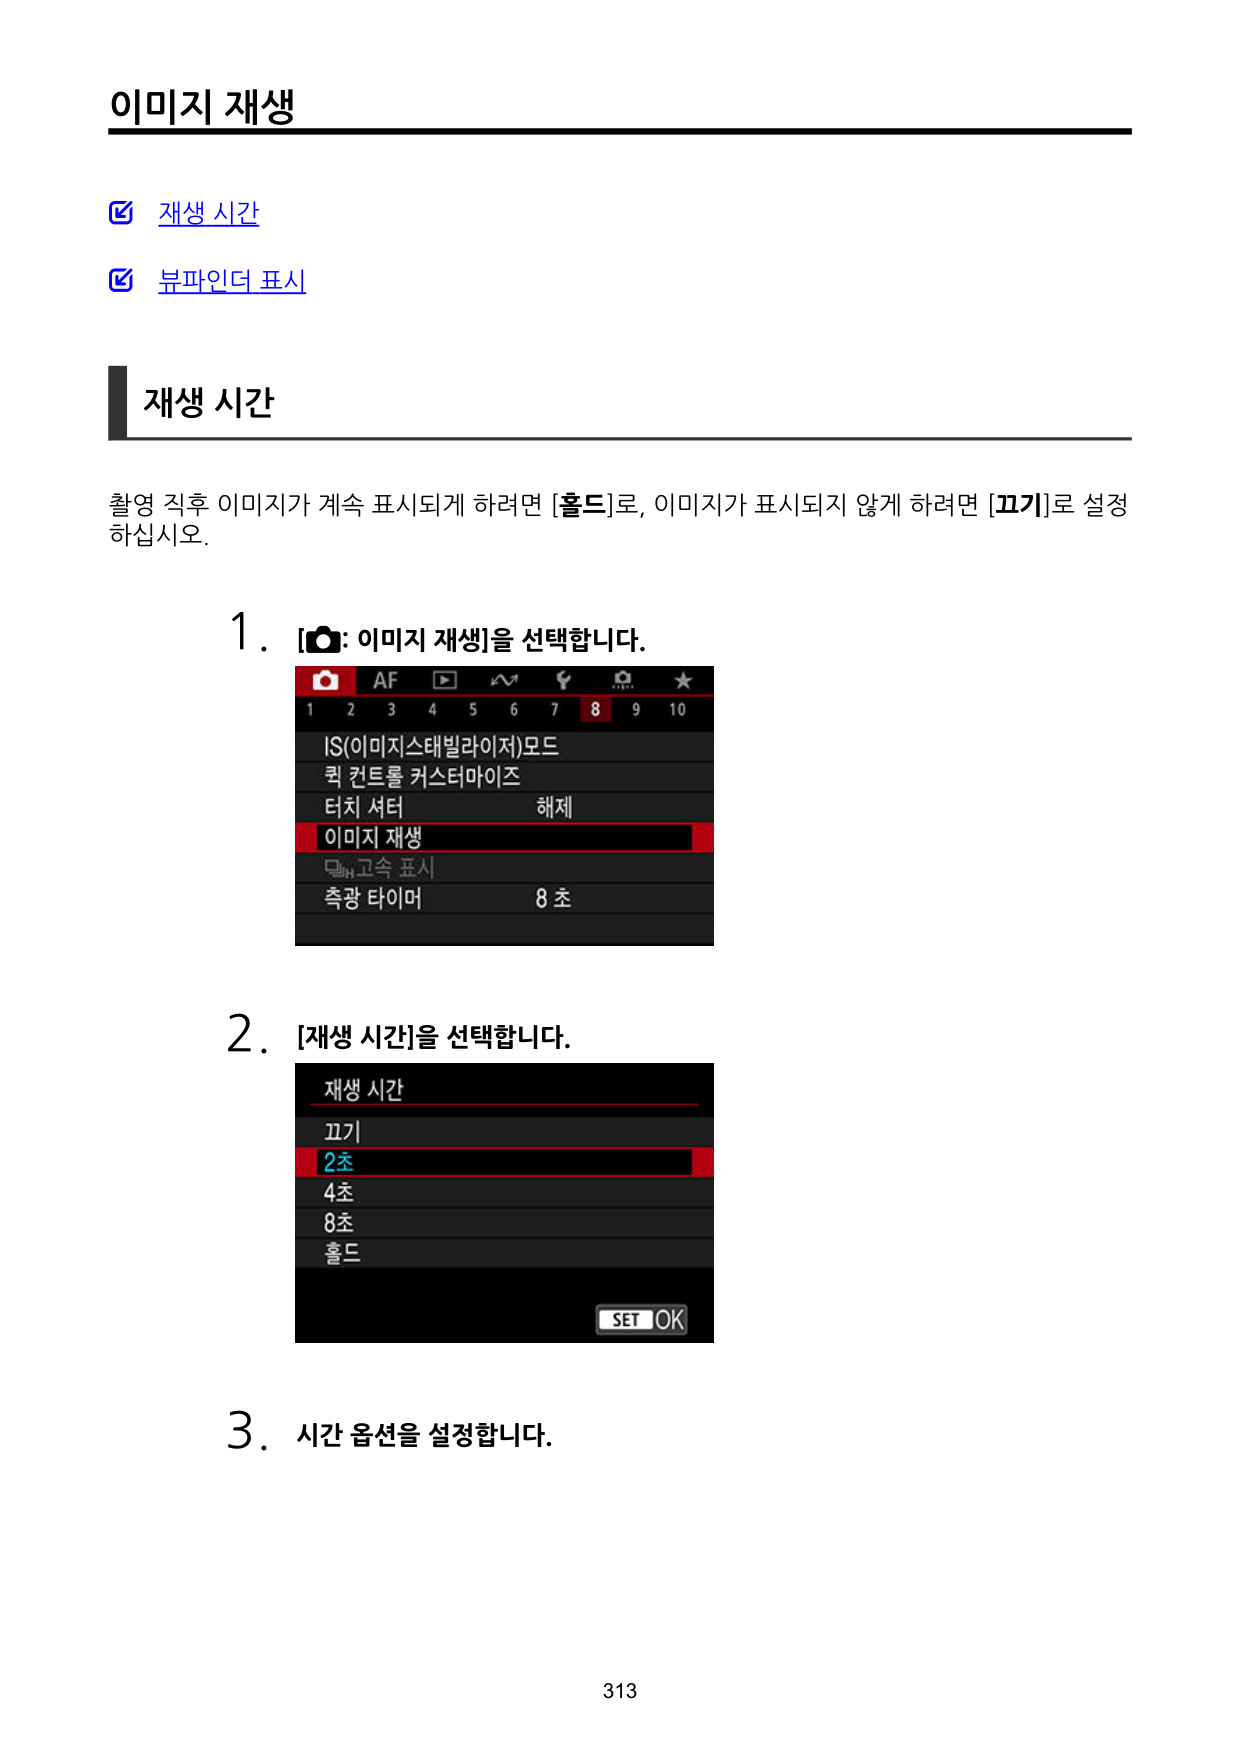 이미지 재생
재생 시간
뷰파인더 표시
재생 시간
촬영 직후 이미지가 계속 표시되게 하려면 [홀드]로, 이미지가 표시되지 않게 하려면 [끄기]로 설정
하십시오.
1. [: 이미지 재생]을 선택합니다.
AF
1 2 3 4 5 6 7 8 9 10
IS(이미지스태빌라이저)모드
퀵 컨트롤 커스터마이즈
터치 셔터 해제
이미지 재생
H고속 표시
측광 타이머 8 초
2. [재생 시간]을 선택합니다.
재생 시간
끄기
2초
4초
8초
홀드
SET OK
3. 시간 옵션을 설정합니다.
313